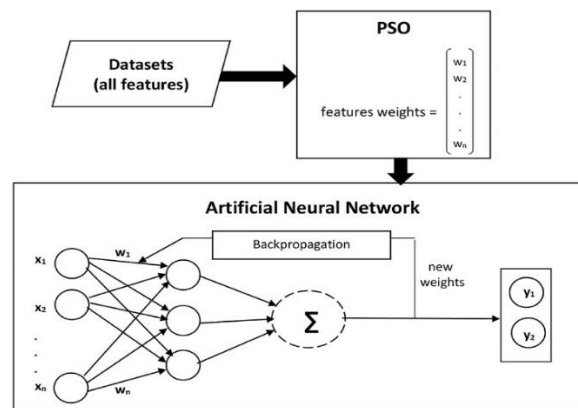 PSO
Datasets
(all features)
features weights =
w1
w2
.
.
.
wn
Artificial Neural Network
Backpropagation
x1
w1
new
weights
x2
Σ
y1
y2
.
.
.
xn
wn